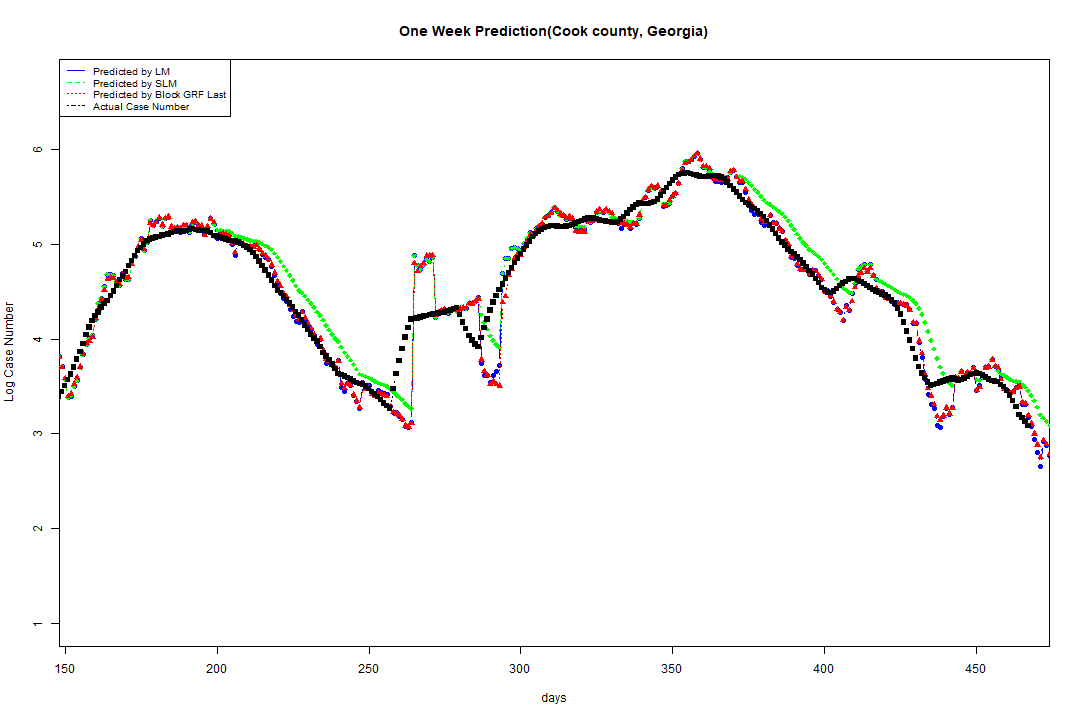 One Week Prediction(Cook county, Georgia)
Predicted by LM
Predicted by SLM
Predicted by Block GRF Last
Actual Case Number
6
5
4
3
2
1
Log Case Number
150 200 250 300 350 400 450
days